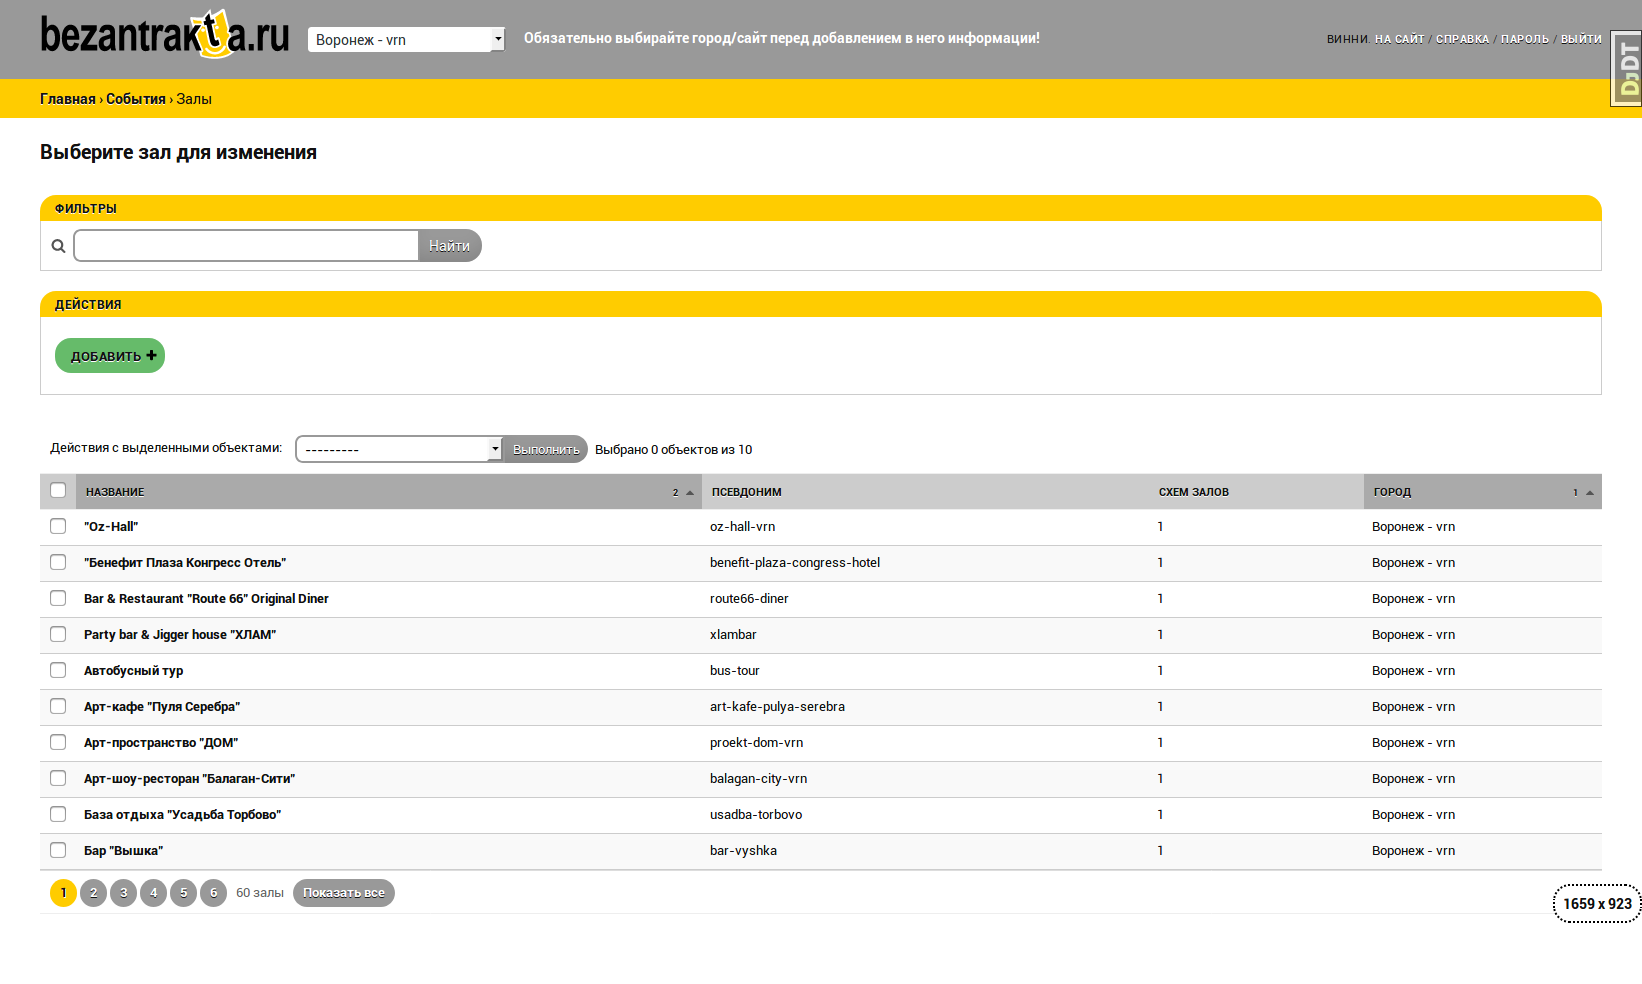 bezantrakta.ru
Воронеж - vrn
Обязательно выбирайте город/сайт перед добавлением в него информации!
ВИННИ. НА САЙТ / СПРАВКА / ПАРОЛЬ / ВЫЙТИ
DjDT
Главная › События › Залы
Выберите зал для изменения
ФИЛЬТРЫ
Найти
ДЕЙСТВИЯ
ДОБАВИТЬ +
Действия с выделенными объектами: --------- Выполнить Выбрано 0 объектов из 10
НАЗВАНИЕ 2 ПСЕВДОНИМ СХЕМ ЗАЛОВ ГОРОД 1
"Oz-Hall" oz-hall-vrn 1 Воронеж - vrn
"Бенефит Плаза Конгресс Отель" benefit-plaza-congress-hotel 1 Воронеж - vrn
Bar & Restaurant "Route 66" Original Diner route66-diner 1 Воронеж - vrn
Party bar & Jigger house "ХЛАМ" xlambar 1 Воронеж - vrn
Автобусный тур bus-tour 1 Воронеж - vrn
Арт-кафе "Пуля Серебра" art-kafe-pulya-serebra 1 Воронеж - vrn
Арт-пространство "ДОМ" proekt-dom-vrn 1 Воронеж - vrn
Арт-шоу-ресторан "Балаган-Сити" balagan-city-vrn 1 Воронеж - vrn
База отдыха "Усадьба Торбово" usadba-torbovo 1 Воронеж - vrn
Бар "Вышка" bar-vyshka 1 Воронеж - vrn
1 2 3 4 5 6 60 залы Показать все
1659 x 923